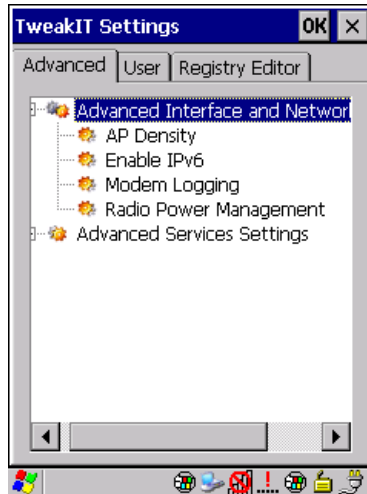 TweakIT Settings OK ×
Advanced User Registry Editor
Advanced Interface and Networ
AP Density
Enable IPv6
Modem Logging
Radio Power Management
Advanced Services Settings